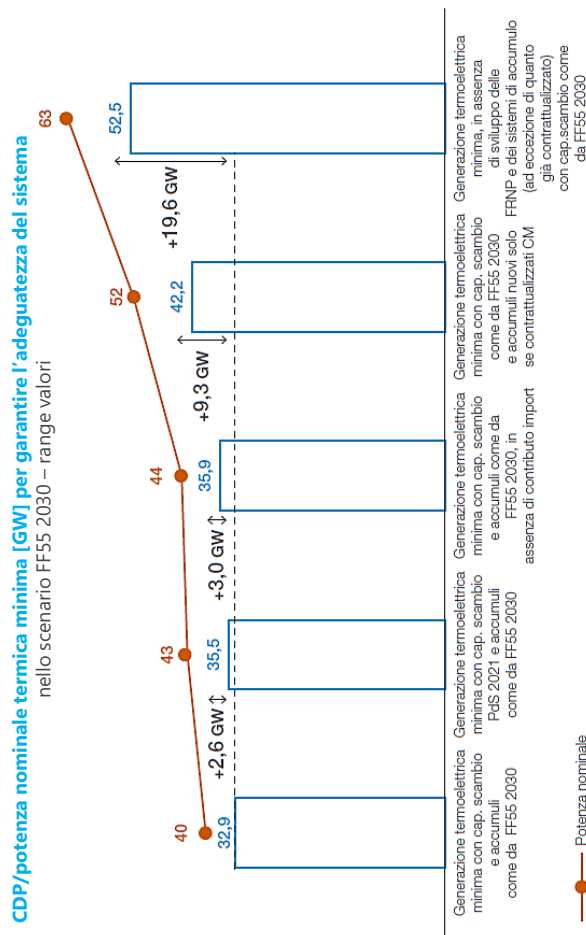 CDP/potenza nominale termica minima [GW] per garantire l'adeguatezza del sistema
nello scenario FF55 2030 – range valori
40
43
44
52
63
32,9
35,5
35,9
42,2
52,5
+2,6 GW
+3,0 GW
+9,3 GW
+19,6 GW
Generazione termoelettrica
minima con cap. scambio
e accumuli
come da FF55 2030
Generazione termoelettrica
minima con cap. scambio
PdS 2021 e accumuli
come da FF55 2030
Generazione termoelettrica
minima con cap. scambio
e accumuli come da
FF55 2030, in
assenza di contributo import
Generazione termoelettrica
minima con cap. scambio
come da FF55 2030
e accumuli nuovi solo
se contrattualizzati CM
Generazione termoelettrica
minima, in assenza
di sviluppo delle
FRNP e dei sistemi di accumulo
(ad eccezione di quanto
già contrattualizzato)
con cap.scambio come
da FF55 2030
Potenza nominale